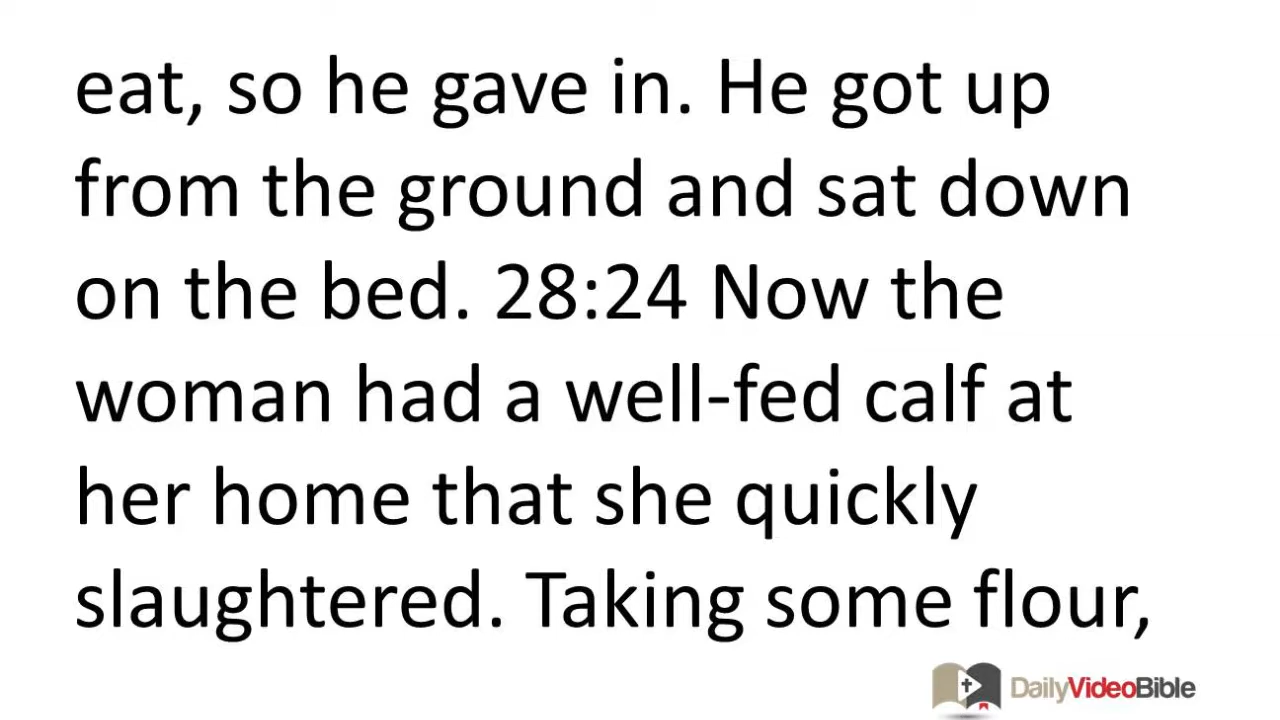 eat, so he gave in. He got up
from the ground and sat down
on the bed. 28:24 Now the
woman had a well-fed calf at
her home that she quickly
slaughtered. Taking some flour,
DailyVideoBible